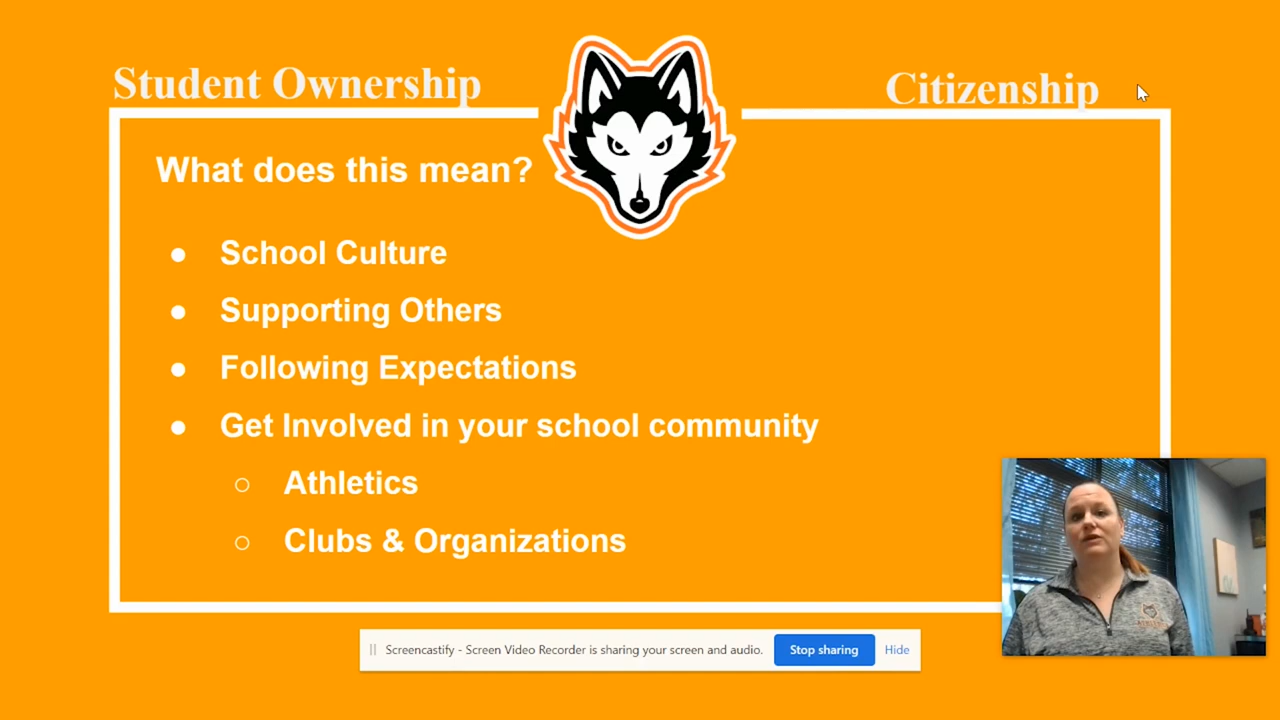 Student Ownership
Citizenship
What does this mean?
● School Culture
● Supporting Others
● Following Expectations
● Get Involved in your school community
○ Athletics
○ Clubs & Organizations
Screencastify - Screen Video Recorder is sharing your screen and audio.
Stop sharing
Hide